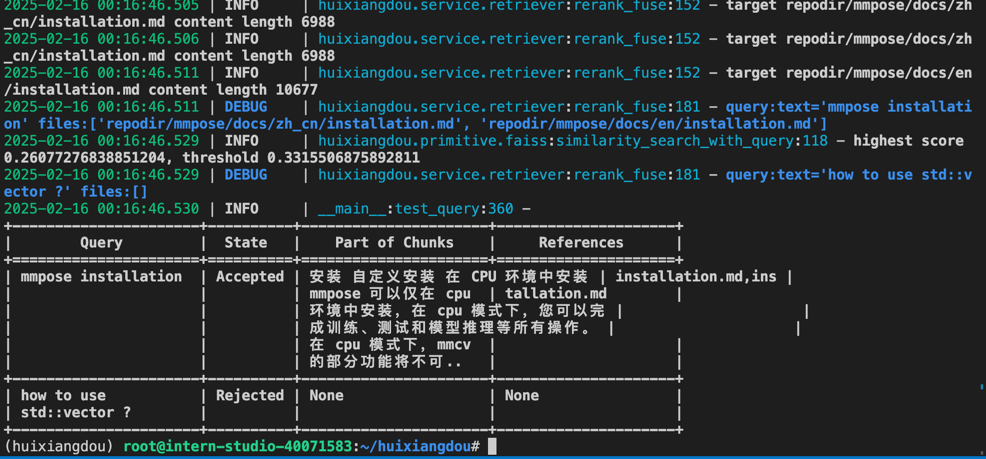 2025-02-16 00:16:46.505 | INFO     | huixiangdou.service.retriever:rerank_fuse:152 - target repodir/mmpose/docs/zh
_cn/installation.md content length 6988
2025-02-16 00:16:46.506 | INFO     | huixiangdou.service.retriever:rerank_fuse:152 - target repodir/mmpose/docs/zh
_cn/installation.md content length 6988
2025-02-16 00:16:46.511 | INFO     | huixiangdou.service.retriever:rerank_fuse:152 - target repodir/mmpose/docs/en
/installation.md content length 10677
2025-02-16 00:16:46.511 | DEBUG    | huixiangdou.service.retriever:rerank_fuse:181 - query:text='mmpose installati
on' files:['repodir/mmpose/docs/zh_cn/installation.md', 'repodir/mmpose/docs/en/installation.md']
2025-02-16 00:16:46.529 | INFO     | huixiangdou.primitive.faiss:similarity_search_with_query:118 - highest score
0.26077276838851204, threshold 0.3315506875892811
2025-02-16 00:16:46.529 | DEBUG    | huixiangdou.service.retriever:rerank_fuse:181 - query:text='how to use std::v
ector ?' files:[]
2025-02-16 00:16:46.530 | INFO     | __main__:test_query:360 -
+----------------------+----------+----------------------+---------------------+
|        Query         |  State   |    Part of Chunks    |     References      |
+======================+==========+======================+=====================+
| mmpose installation  | Accepted | 安装 自定义安装 在 CPU 环境中安装 | installation.md,ins |
|                      |          | mmpose 可以仅在 cpu  | tallation.md        |
|                      |          | 环境中安装，在 cpu 模式下，您可以完 |                     |
|                      |          | 成训练、测试和模型推理等所有操作。 |                     |
|                      |          | 在 cpu 模式下，mmcv  |                     |
|                      |          | 的部分功能将不可..   |                     |
+----------------------+----------+----------------------+---------------------+
| how to use           | Rejected | None                 | None                |
| std::vector ?        |          |                      |                     |
+----------------------+----------+----------------------+---------------------+
(huixiangdou) root@intern-studio-40071583:~/huixiangdou#